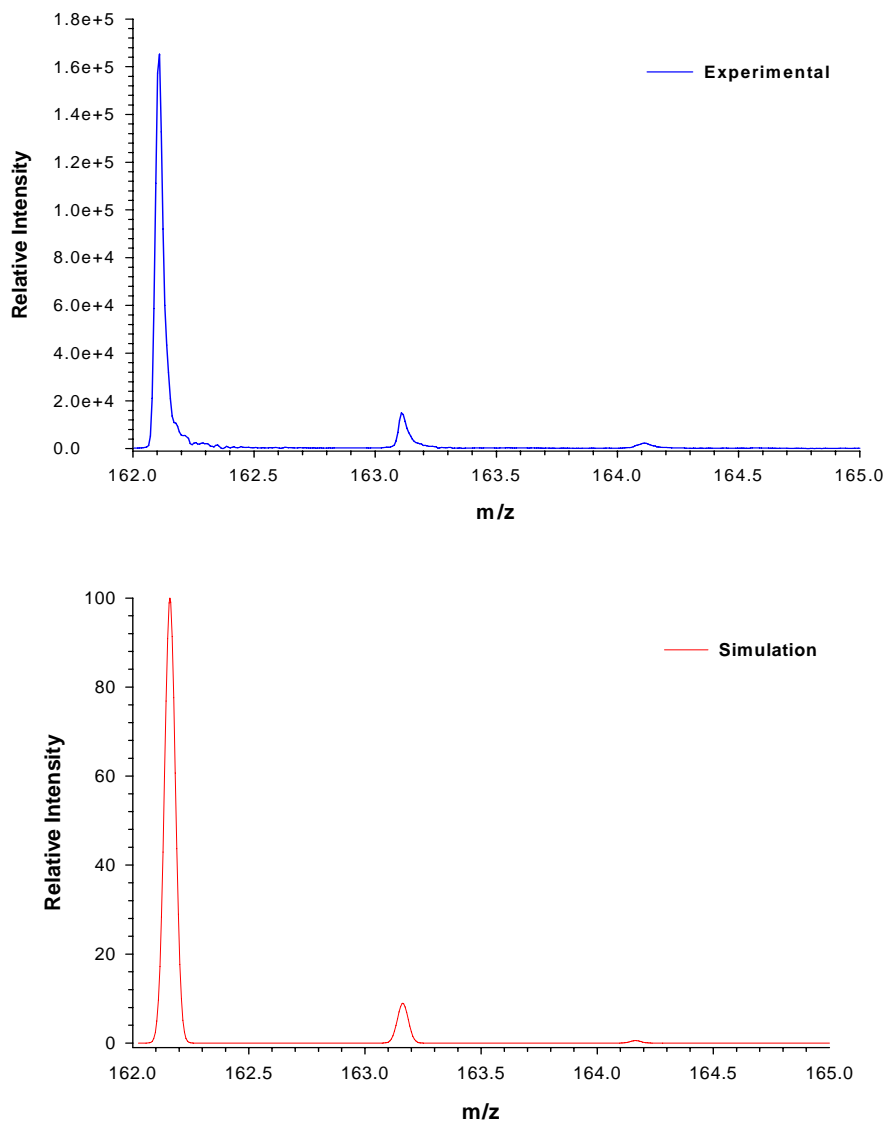 1.8e+5
Experimental
1.6e+5
1.4e+5
1.2e+5
1.0e+5
8.0e+4
6.0e+4
4.0e+4
2.0e+4
0.0
Relative Intensity
162.0 162.5 163.0 163.5 164.0 164.5 165.0
m/z
100
Simulation
80
60
40
20
0
Relative Intensity
162.0 162.5 163.0 163.5 164.0 164.5 165.0
m/z